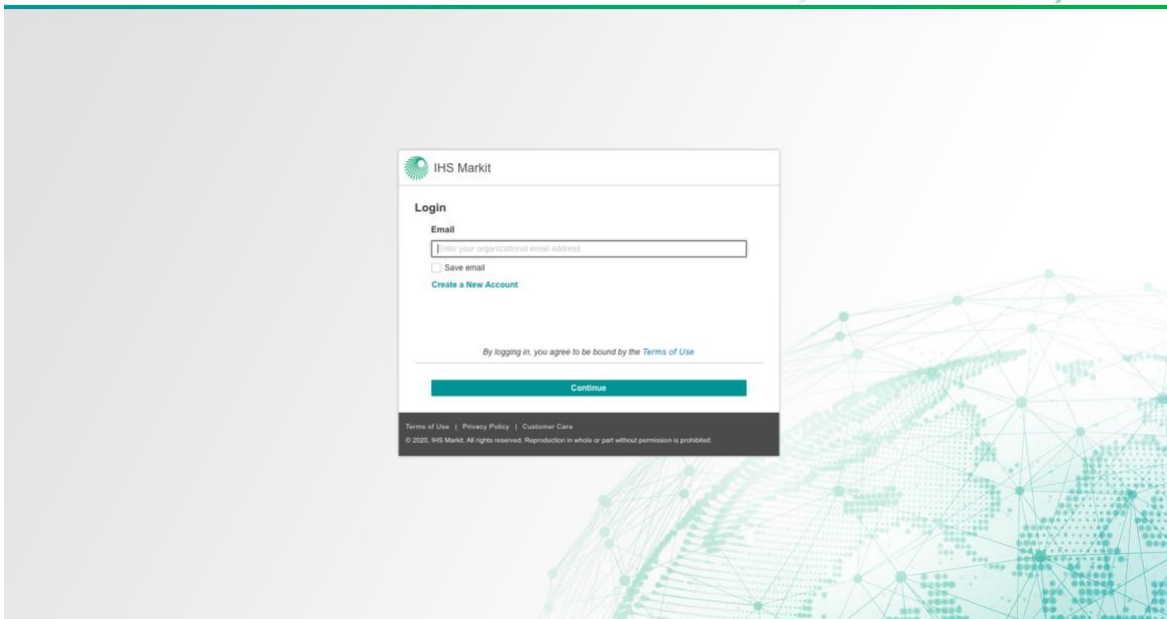 IHS Markit
Login
Email
Enter your organizational email address
Save email
Create a New Account
By logging in, you agree to be bound by the Terms of Use
Continue
Terms of Use | Privacy Policy | Customer Care
© 2020, IHS Markit. All rights reserved. Reproduction in whole or part without permission is prohibited.